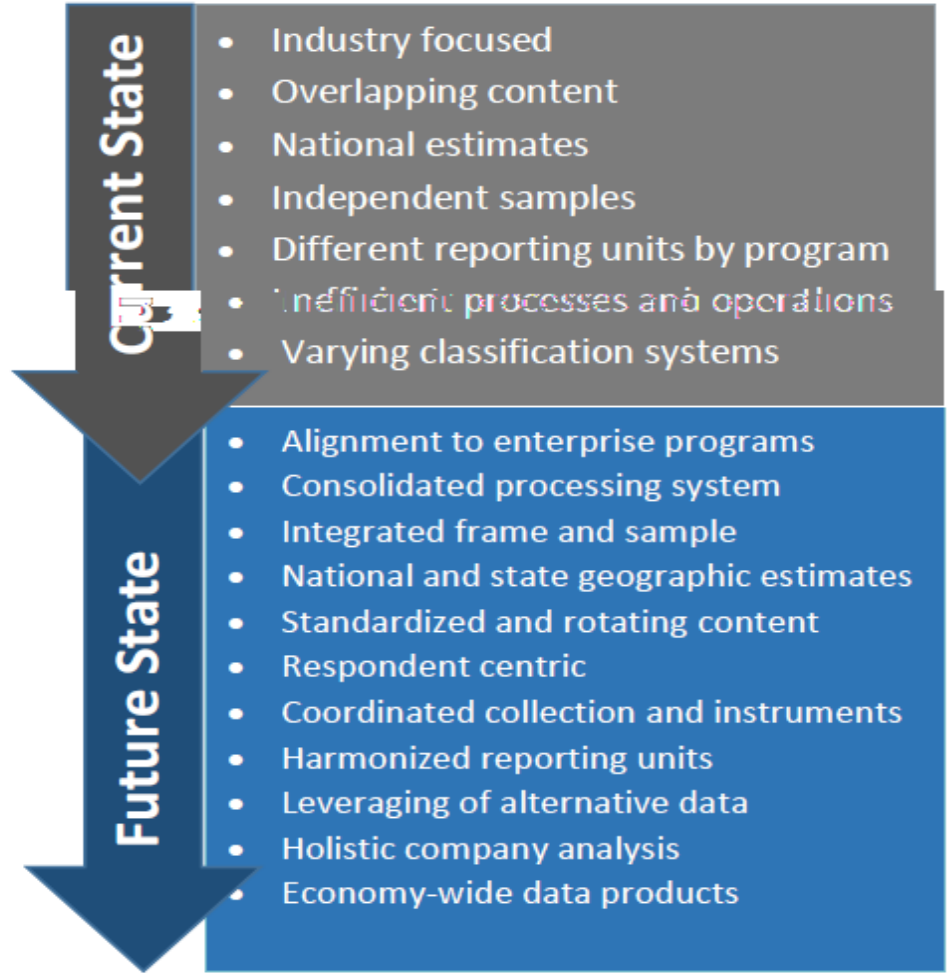 Current State
Industry focused
Overlapping content
National estimates
Independent samples
Different reporting units by program
Inefficient processes and operations
Varying classification systems
Future State
Alignment to enterprise programs
Consolidated processing system
Integrated frame and sample
National and state geographic estimates
Standardized and rotating content
Respondent centric
Coordinated collection and instruments
Harmonized reporting units
Leveraging of alternative data
Holistic company analysis
Economy-wide data products